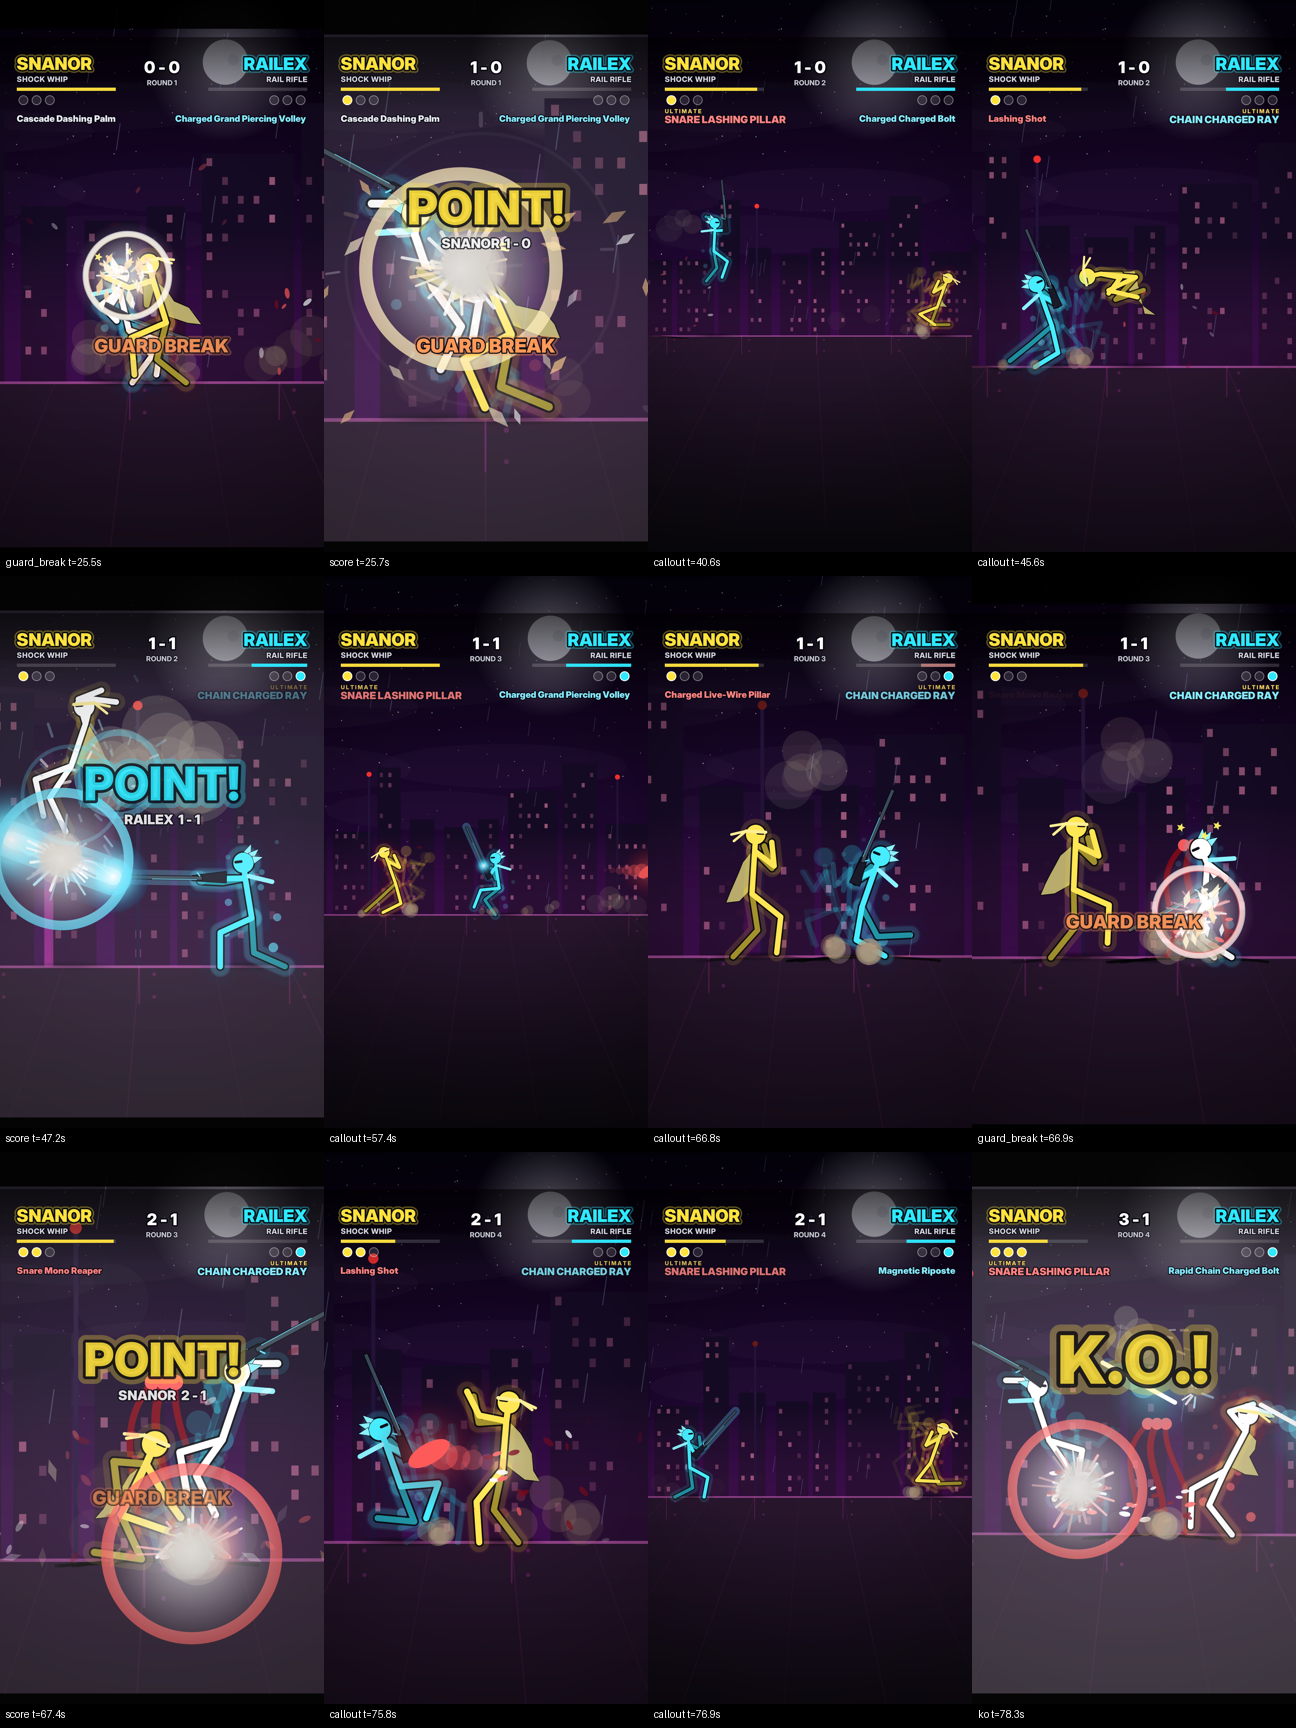 SNANOR
SHOCK WHIP
0-0
ROUND 1
RAILEX
RAIL RIFLE
Cascade Dashing Palm
Charged Grand Piercing Volley
GUARD BREAK
guard_break t=25.5s
SNANOR
SHOCK WHIP
1-0
ROUND 1
RAILEX
RAIL RIFLE
Cascade Dashing Palm
Charged Grand Piercing Volley
POINT!
SNANOR 1-0
GUARD BREAK
score t=25.7s
SNANOR
SHOCK WHIP
1-0
ROUND 2
RAILEX
RAIL RIFLE
ULTIMATE
SNARE LASHING PILLAR
Charged Charged Bolt
callout t=40.6s
SNANOR
SHOCK WHIP
1-0
ROUND 2
RAILEX
RAIL RIFLE
Lashing Shot
ULTIMATE
CHAIN CHARGED RAY
callout t=45.6s
SNANOR
SHOCK WHIP
1-1
ROUND 2
RAILEX
RAIL RIFLE
ULTIMATE
CHAIN CHARGED RAY
POINT!
RAILEX 1-1
score t=47.2s
SNANOR
SHOCK WHIP
1-1
ROUND 3
RAILEX
RAIL RIFLE
ULTIMATE
SNARE LASHING PILLAR
Charged Grand Piercing Volley
callout t=57.4s
SNANOR
SHOCK WHIP
1-1
ROUND 3
RAILEX
RAIL RIFLE
Charged Live-Wire Pillar
ULTIMATE
CHAIN CHARGED RAY
callout t=66.8s
SNANOR
SHOCK WHIP
1-1
ROUND 3
RAILEX
RAIL RIFLE
ULTIMATE
CHAIN CHARGED RAY
GUARD BREAK
guard_break t=66.9s
SNANOR
SHOCK WHIP
2-1
ROUND 3
RAILEX
RAIL RIFLE
Snare Mono Reaper
ULTIMATE
CHAIN CHARGED RAY
POINT!
SNANOR 2-1
GUARD BREAK
score t=67.4s
SNANOR
SHOCK WHIP
2-1
ROUND 4
RAILEX
RAIL RIFLE
Lashing Shot
ULTIMATE
CHAIN CHARGED RAY
callout t=75.8s
SNANOR
SHOCK WHIP
2-1
ROUND 4
RAILEX
RAIL RIFLE
ULTIMATE
SNARE LASHING PILLAR
Magnetic Riposte
callout t=76.9s
SNANOR
SHOCK WHIP
3-1
ROUND 4
RAILEX
RAIL RIFLE
ULTIMATE
SNARE LASHING PILLAR
Rapid Chain Charged Bolt
K.O.!
ko t=78.3s